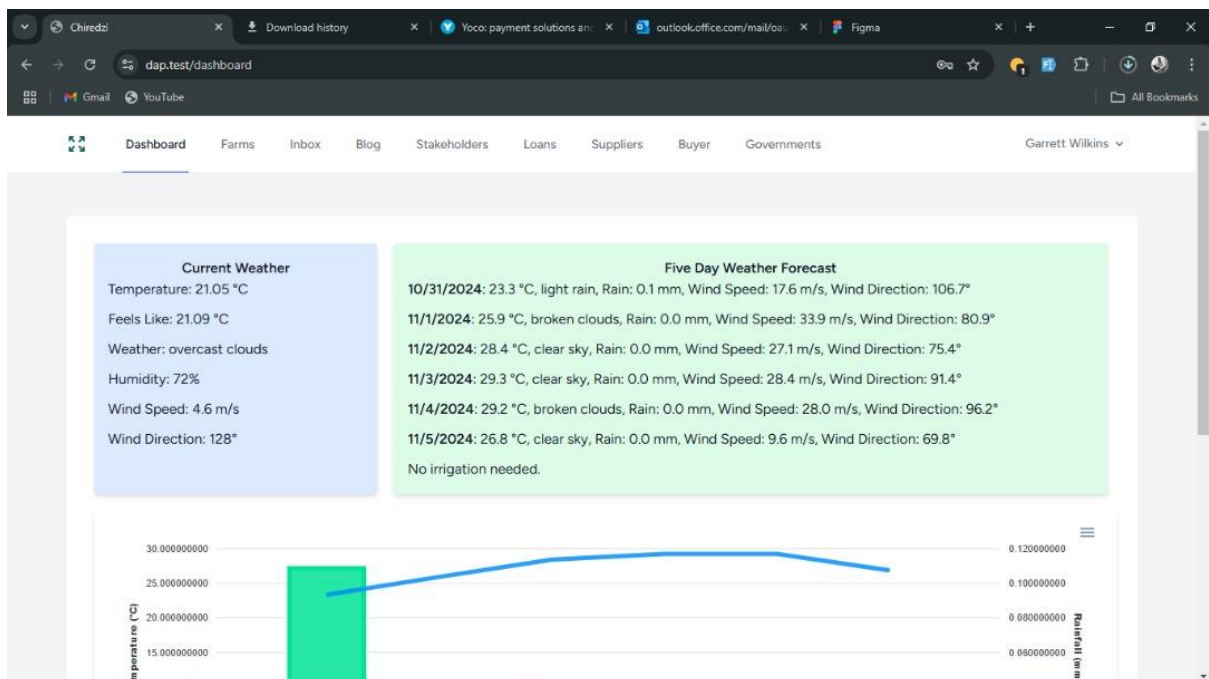 Chiredzi
Download history
Yoco: payment solutions an
outlook.office.com/mail/oau
Figma
dap.test/dashboard
Gmail
YouTube
All Bookmarks
Dashboard Farms Inbox Blog Stakeholders Loans Suppliers Buyer Governments
Garrett Wilkins
Current Weather
Temperature: 21.05 °C
Feels Like: 21.09 °C
Weather: overcast clouds
Humidity: 72%
Wind Speed: 4.6 m/s
Wind Direction: 128°
Five Day Weather Forecast
10/31/2024: 23.3 °C, light rain, Rain: 0.1 mm, Wind Speed: 17.6 m/s, Wind Direction: 106.7°
11/1/2024: 25.9 °C, broken clouds, Rain: 0.0 mm, Wind Speed: 33.9 m/s, Wind Direction: 80.9°
11/2/2024: 28.4 °C, clear sky, Rain: 0.0 mm, Wind Speed: 27.1 m/s, Wind Direction: 75.4°
11/3/2024: 29.3 °C, clear sky, Rain: 0.0 mm, Wind Speed: 28.4 m/s, Wind Direction: 91.4°
11/4/2024: 29.2 °C, broken clouds, Rain: 0.0 mm, Wind Speed: 28.0 m/s, Wind Direction: 96.2°
11/5/2024: 26.8 °C, clear sky, Rain: 0.0 mm, Wind Speed: 9.6 m/s, Wind Direction: 69.8°
No irrigation needed.
30.000000000
25.000000000
20.000000000
15.000000000
mperature (°C)
0.120000000
0.100000000
0.080000000
0.060000000
Rainfall (mm